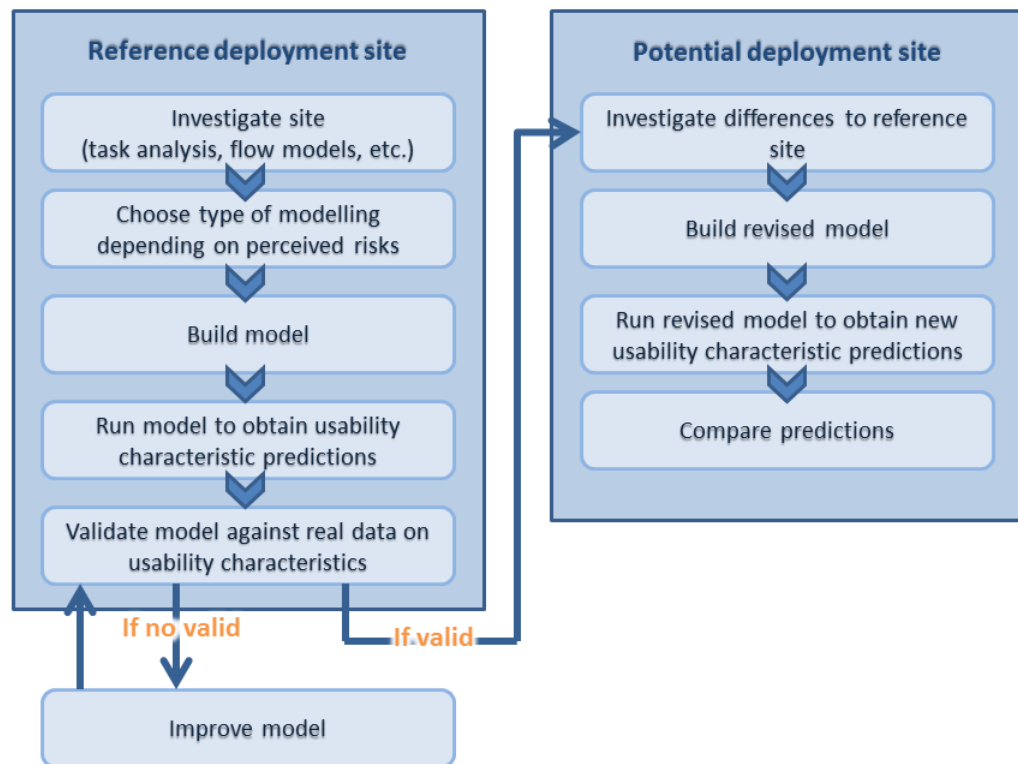 Reference deployment site
Investigate site
(task analysis, flow models, etc.)
Choose type of modelling
depending on perceived risks
Build model
Run model to obtain usability
characteristic predictions
Validate model against real data on
usability characteristics
If no valid
If valid
Improve model
Potential deployment site
Investigate differences to reference
site
Build revised model
Run revised model to obtain new
usability characteristic predictions
Compare predictions